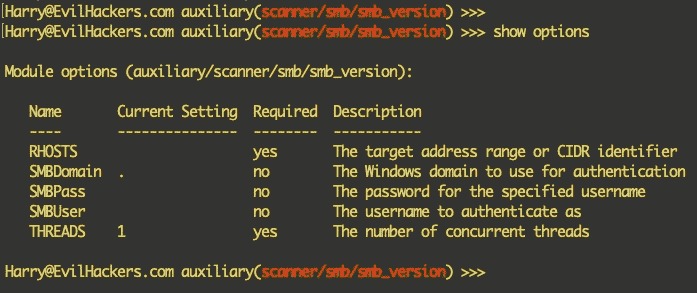 [Harry@EvilHackers.com auxiliary(scanner/smb/smb_version) >>>
[Harry@EvilHackers.com auxiliary(scanner/smb/smb_version) >>> show options
Module options (auxiliary/scanner/smb/smb_version):
Name Current Setting Required Description
---- --------------- -------- -----------
RHOSTS yes The target address range or CIDR identifier
SMBDomain . no The Windows domain to use for authentication
SMBPass no The password for the specified username
SMBUser no The username to authenticate as
THREADS 1 yes The number of concurrent threads
Harry@EvilHackers.com auxiliary(scanner/smb/smb_version) >>>